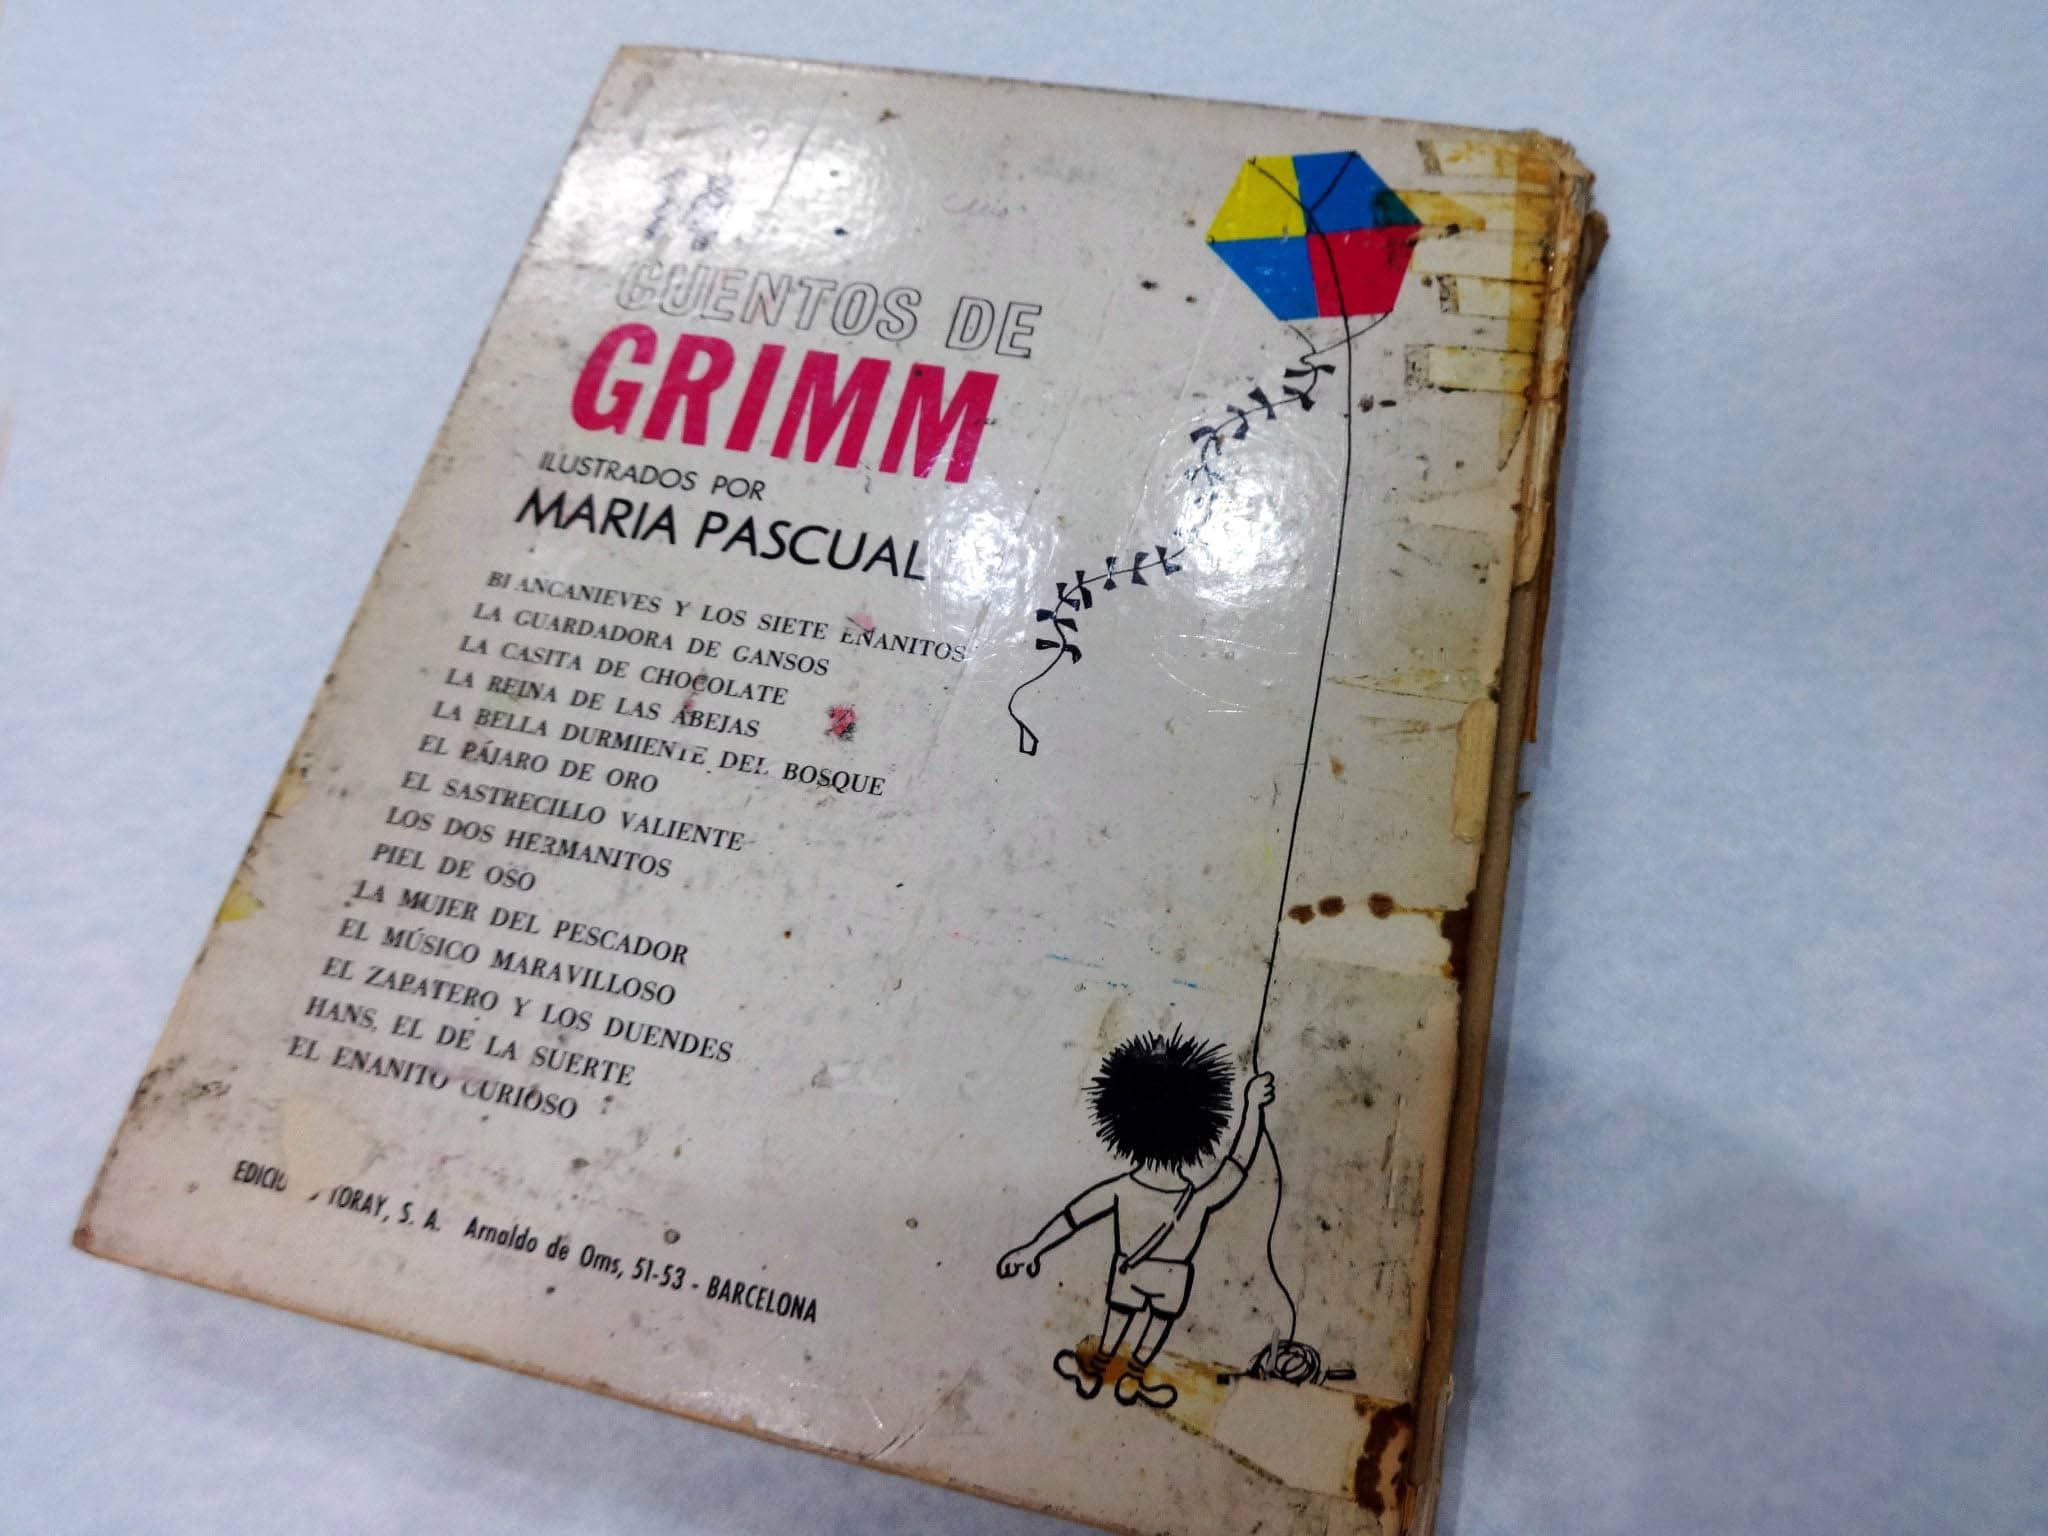 14
CUENTOS DE
GRIMM
ILUSTRADOS POR
MARIA PASCUAL
BLANCANIEVES Y LOS SIETE ENANITOS
LA GUARDADORA DE GANSOS
LA CASITA DE CHOCOLATE
LA REINA DE LAS ABEJAS
LA BELLA DURMIENTE DEL BOSQUE
EL PÁJARO DE ORO
EL SASTRECILLO VALIENTE
LOS DOS HERMANITOS
PIEL DE OSO
LA MUJER DEL PESCADOR
EL MÚSICO MARAVILLOSO
EL ZAPATERO Y LOS DUENDES
HANS, EL DE LA SUERTE
EL ENANITO CURIOSO
TORAY, S. A. Arnaldo de Oms, 51-53 - BARCELONA